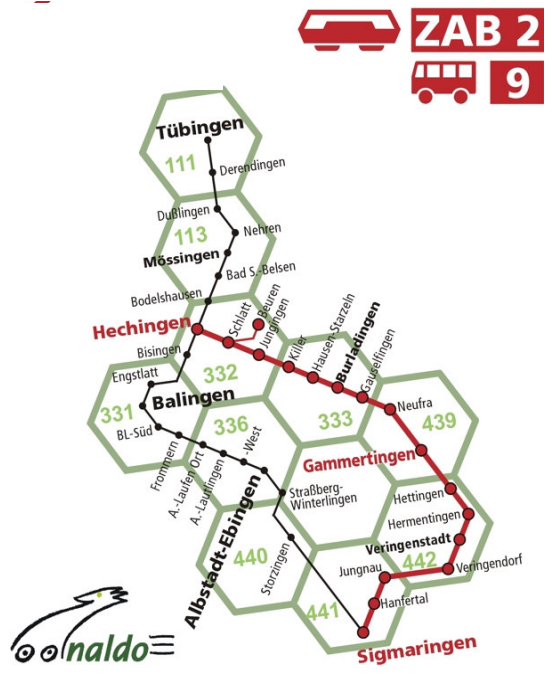 ZAB 2
9
Tübingen
111
Derendingen
Dußlingen
113
Nehren
Mössingen
Bad S.-Belsen
Bodelshausen
Hechingen
Schlatt
Beuren
Jungingen
Killer
Hausen-Starzeln
Burladingen
Gauselfingen
Bisingen
Engstlatt
332
331
Balingen
336
333
Neufra
439
BL-Süd
Frommern
A.-Laufen Ort
A.-Lautlingen
-West
Albstadt-Ebingen
Gammertingen
Straßberg-
Winterlingen
Hettingen
Hermentingen
Veringenstadt
440
Storzingen
442
Jungnau
Veringendorf
441
Hanfertal
Sigmaringen
naldo